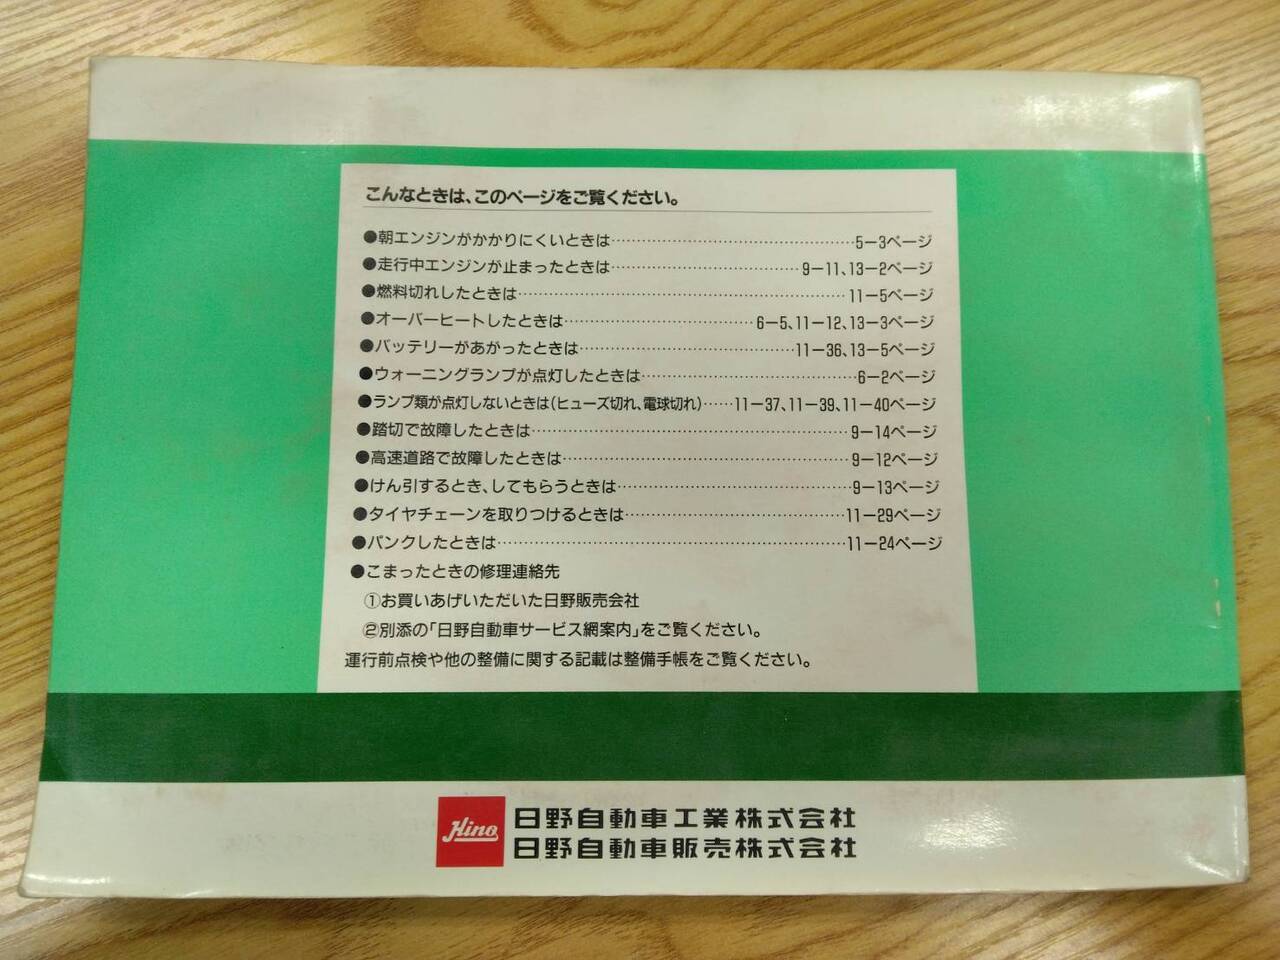 こんなときは、このページをご覧ください。
●朝エンジンがかかりにくいときは……………………………………5−3ページ
●走行中エンジンが止まったときは……………………………9−11、13−2ページ
●燃料切れしたときは…………………………………………………11−5ページ
●オーバーヒートしたときは……………………………6−5、11−12、13−3ページ
●バッテリーがあがったときは………………………………11−36、13−5ページ
●ウォーニングランプが点灯したときは………………………………6−2ページ
●ランプ類が点灯しないときは(ヒューズ切れ、電球切れ)……11−37、11−39、11−40ページ
●踏切で故障したときは………………………………………………9−14ページ
●高速道路で故障したときは…………………………………………9−12ページ
●けん引するとき、してもらうときは…………………………………9−13ページ
●タイヤチェーンを取りつけるときは………………………………11−29ページ
●パンクしたときは…………………………………………………11−24ページ
●こまったときの修理連絡先
①お買いあげいただいた日野販売会社
②別添の「日野自動車サービス網案内」をご覧ください。
運行前点検や他の整備に関する記載は整備手帳をご覧ください。
Hino
日野自動車工業株式会社
日野自動車販売株式会社